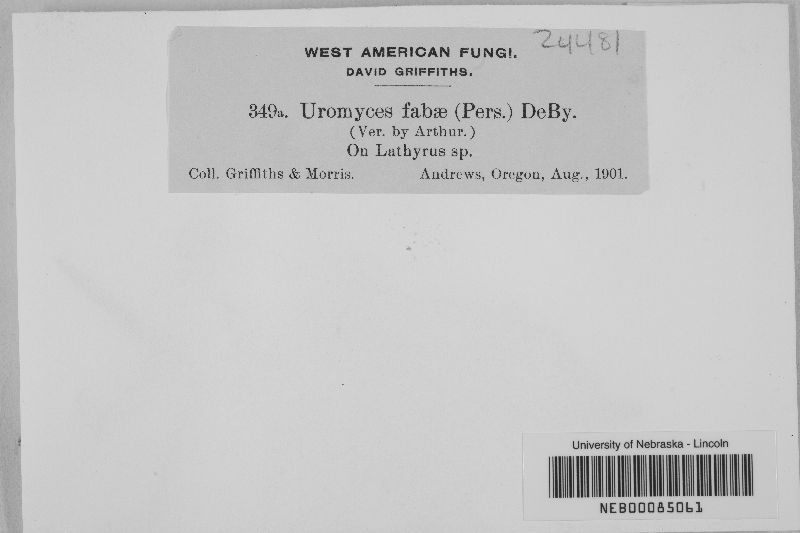 24481
WEST AMERICAN FUNGI.
DAVID GRIFFITHS.
349a. Uromyces fabæ (Pers.) DeBy.
(Ver. by Arthur.)
On Lathyrus sp.
Coll. Griffiths & Morris. Andrews, Oregon, Aug., 1901.
University of Nebraska - Lincoln
NEB00085061